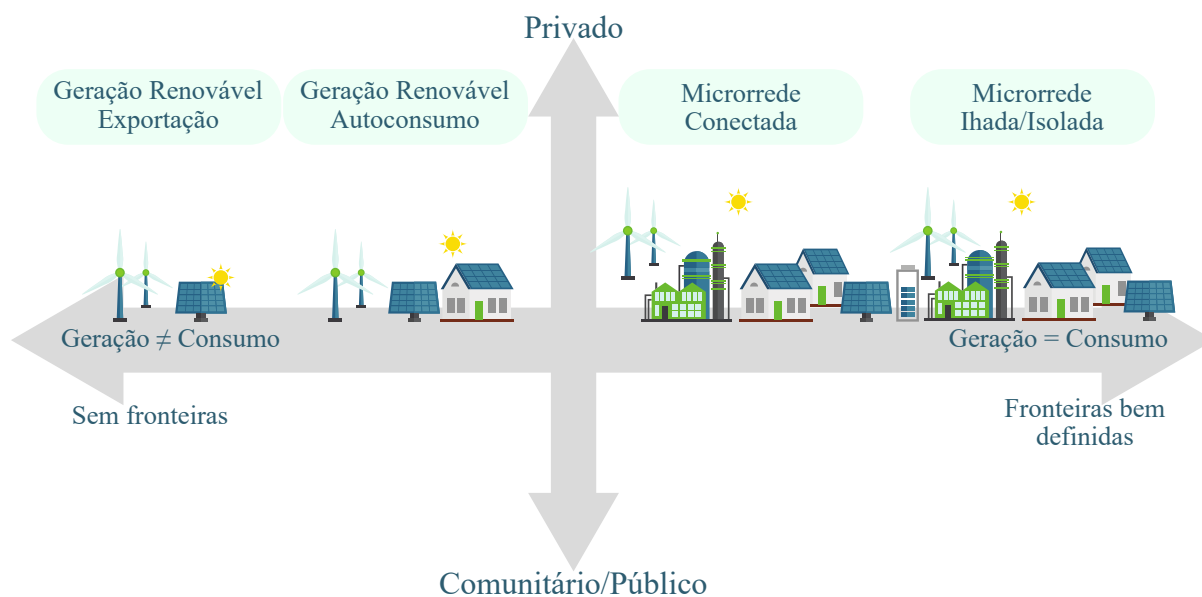 Privado
Geração Renovável
Exportação
Geração Renovável
Autoconsumo
Microrrede
Conectada
Microrrede
Ihada/Isolada
Geração ≠ Consumo
Geração = Consumo
Sem fronteiras
Fronteiras bem
definidas
Comunitário/Público